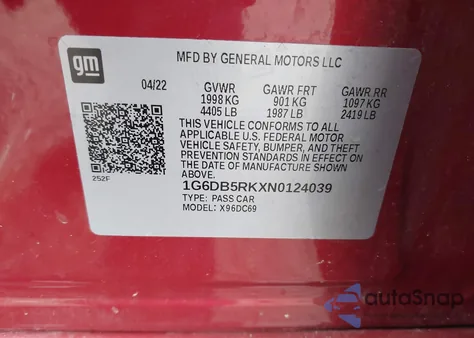 gm
MFD BY GENERAL MOTORS LLC
04/22 GVWR GAWR FRT GAWR RR
1998 KG 901 KG 1097 KG
4405 LB 1987 LB 2419 LB
THIS VEHICLE CONFORMS TO ALL
APPLICABLE U.S. FEDERAL MOTOR
VEHICLE SAFETY, BUMPER, AND THEFT
PREVENTION STANDARDS IN EFFECT ON
THE DATE OF MANUFACTURE SHOWN
ABOVE.
252F
1G6DB5RKXN0124039
TYPE: PASS CAR
MODEL: X96DC69
autoSnap